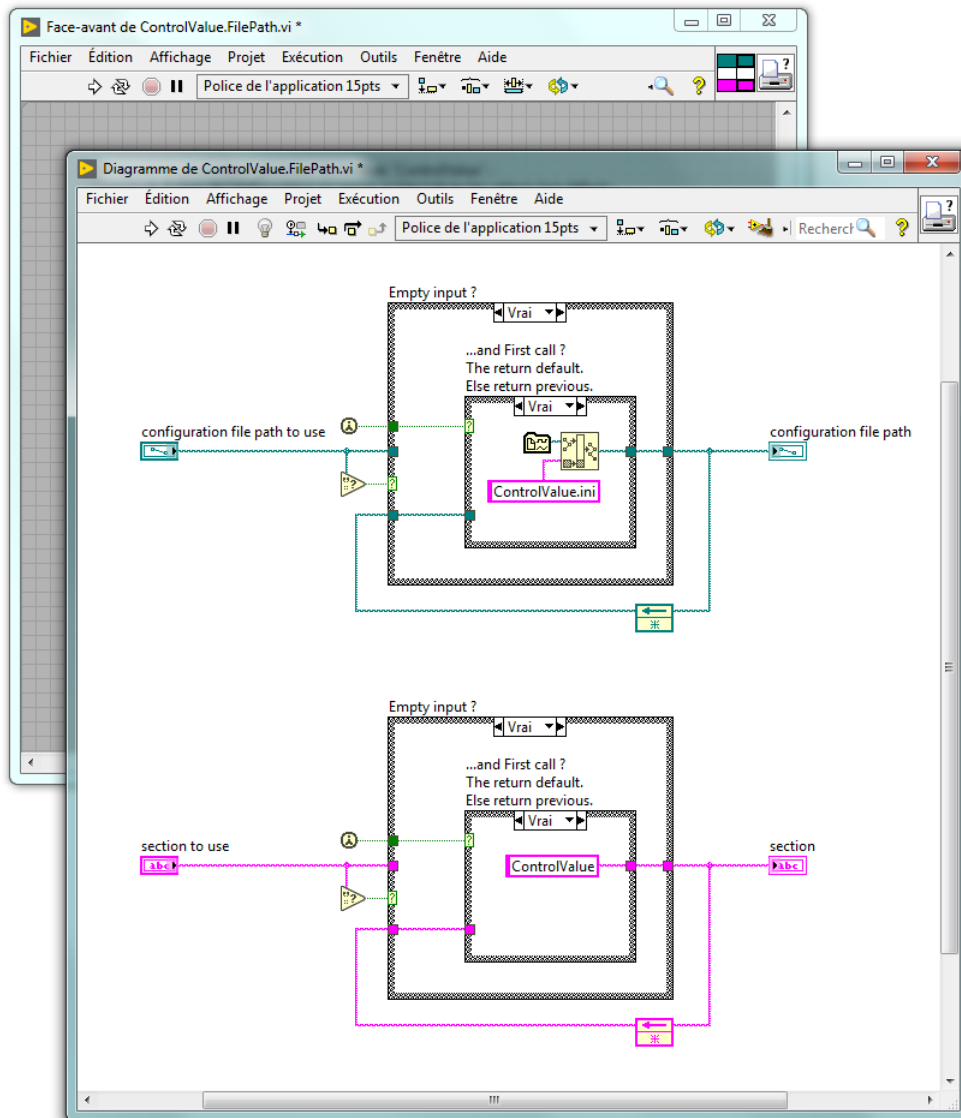 Face-avant de ControlValue.FilePath.vi *
Fichier Édition Affichage Projet Exécution Outils Fenêtre Aide
Police de l'application 15pts
Diagramme de ControlValue.FilePath.vi *
Fichier Édition Affichage Projet Exécution Outils Fenêtre Aide
Police de l'application 15pts
Recherch
Empty input ?
Vrai
...and First call ?
The return default.
Else return previous.
Vrai
configuration file path to use
configuration file path
ControlValue.ini
Empty input ?
Vrai
...and First call ?
The return default.
Else return previous.
Vrai
section to use
section
abc
ControlValue
abc